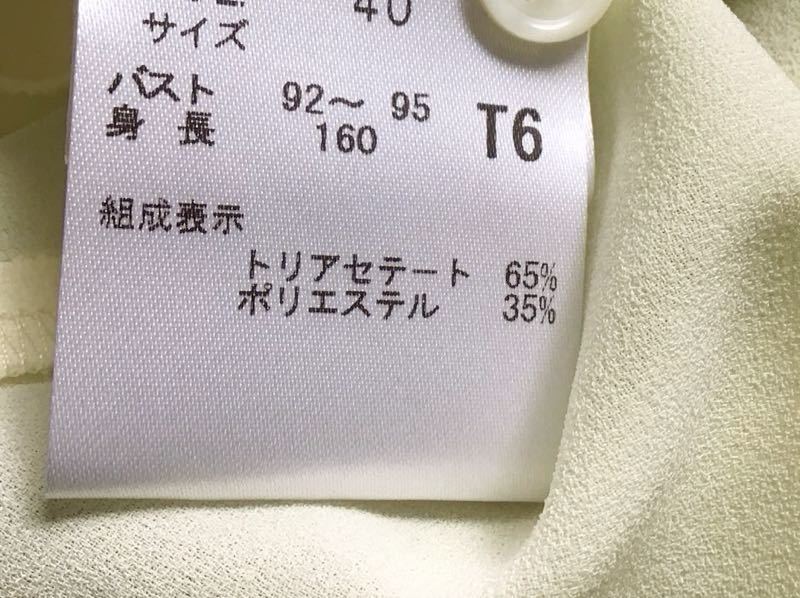 サイズ 40
バスト 92～ 95
身 長 160 T6
組成表示
トリアセテート 65%
ポリエステル 35%